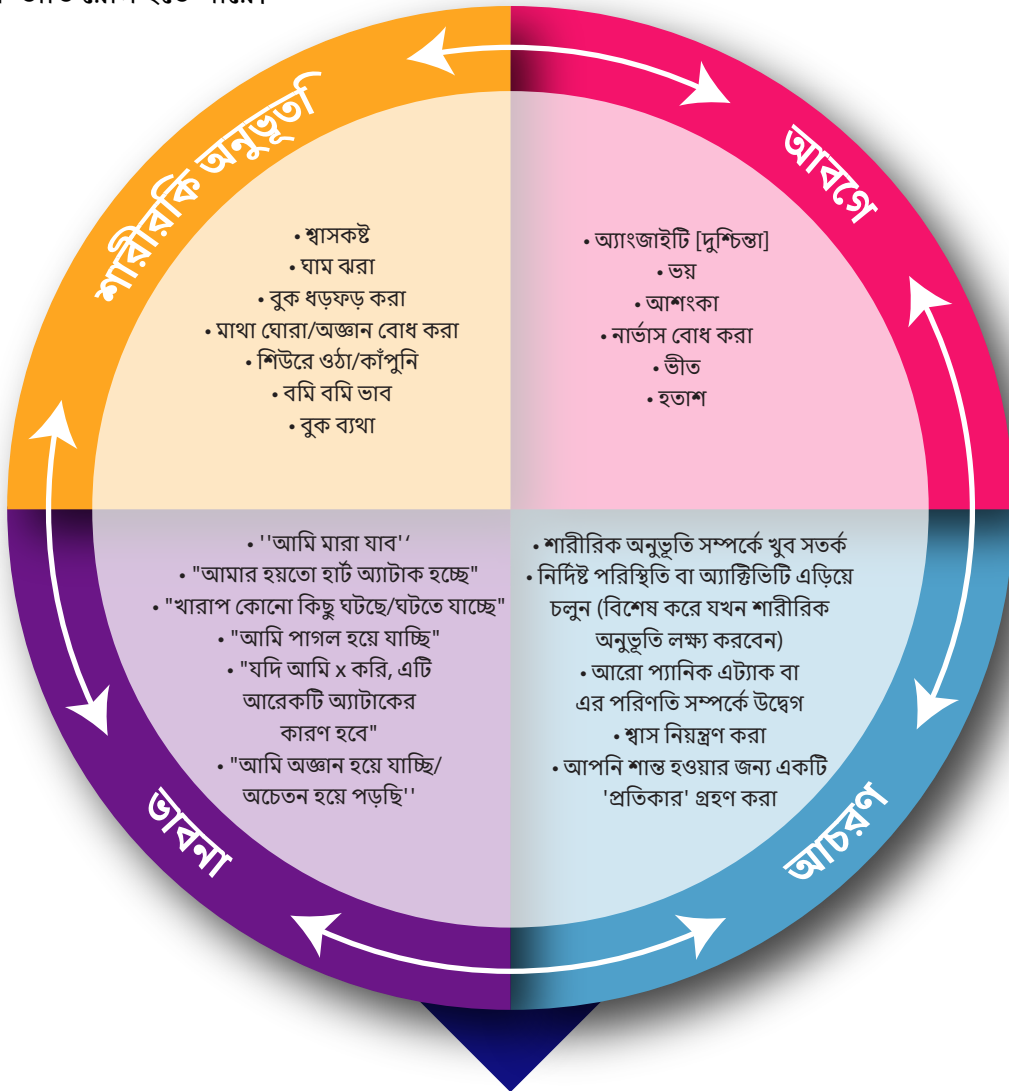 শারীরিক অনুভূতি
• শ্বাসকষ্ট
• ঘাম ঝরা
• বুক ধড়ফড় করা
• মাথা ঘোরা/অজ্ঞান বোধ করা
• শিউরে ওঠা/কাঁপুনি
• বমি বমি ভাব
• বুক ব্যথা
আবেগ
• অ্যাংজাইটি [দুশ্চিন্তা]
• ভয়
• আশংকা
• নার্ভাস বোধ করা
• ভীত
• হতাশ
• ''আমি মারা যাব'‘
• "আমার হয়তো হার্ট অ্যাটাক হচ্ছে"
• "খারাপ কোনো কিছু ঘটছে/ঘটতে যাচ্ছে"
• "আমি পাগল হয়ে যাচ্ছি"
• "যদি আমি x করি, এটি
আরেকটি অ্যাটাকের
কারণ হবে"
• "আমি অজ্ঞান হয়ে যাচ্ছি/
অচেতন হয়ে পড়ছি''
ভাবনা
• শারীরিক অনুভূতি সম্পর্কে খুব সতর্ক
• নির্দিষ্ট পরিস্থিতি বা অ্যাক্টিভিটি এড়িয়ে
চলুন (বিশেষ করে যখন শারীরিক
অনুভূতি লক্ষ্য করবেন)
• আরো প্যানিক এট্যাক বা
এর পরিণতি সম্পর্কে উদ্বেগ
• শ্বাস নিয়ন্ত্রণ করা
• আপনি শান্ত হওয়ার জন্য একটি
'প্রতিকার' গ্রহণ করা
আচরণ